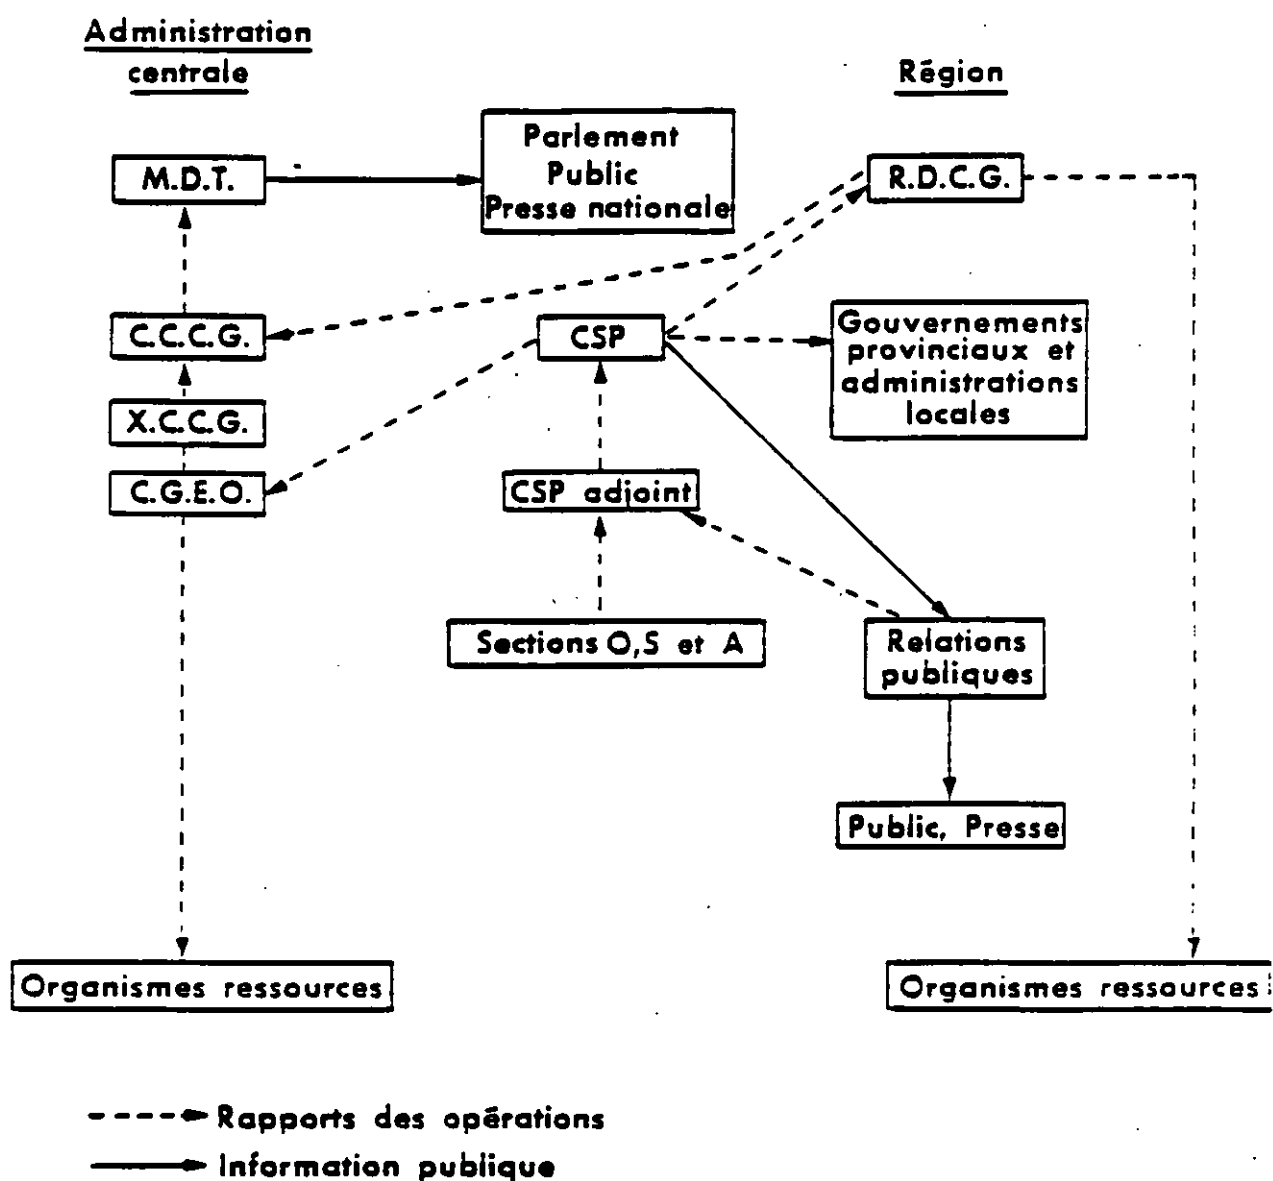 Administration
centrale
Région
M.D.T.
Parlement
Public
Presse nationale
R.D.C.G.
C.C.C.G.
CSP
Gouvernements
provinciaux et
administrations
locales
X.C.C.G.
C.G.E.O.
CSP adjoint
Sections O,S et A
Relations
publiques
Public, Presse
Organismes ressources
Organismes ressources
Rapports des opérations
Information publique